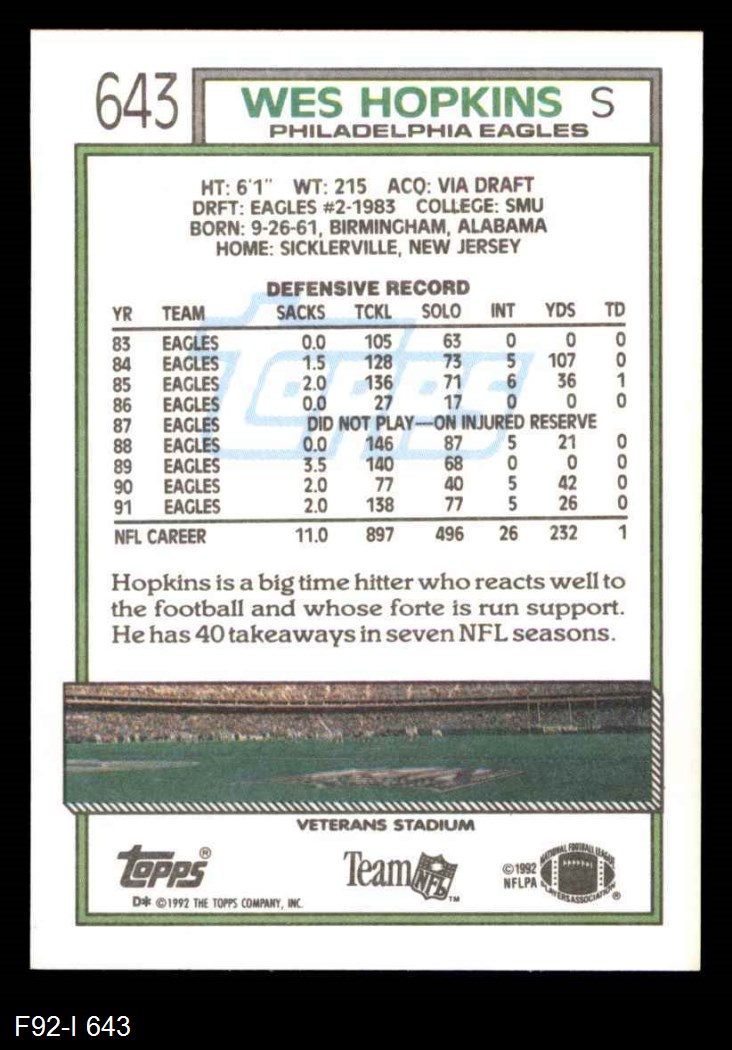 643 WES HOPKINS S
PHILADELPHIA EAGLES
HT: 6'1" WT: 215 ACQ: VIA DRAFT
DRFT: EAGLES #2-1983 COLLEGE: SMU
BORN: 9-26-61, BIRMINGHAM, ALABAMA
HOME: SICKLERVILLE, NEW JERSEY
DEFENSIVE RECORD
YR TEAM SACKS TCKL SOLO INT YDS TD
83 EAGLES 0.0 105 63 0 0 0
84 EAGLES 1.5 128 73 5 107 0
85 EAGLES 2.0 136 71 6 36 1
86 EAGLES 0.0 27 17 0 0 0
87 EAGLES DID NOT PLAY—ON INJURED RESERVE
88 EAGLES 0.0 146 87 5 21 0
89 EAGLES 3.5 140 68 0 0 0
90 EAGLES 2.0 77 40 5 42 0
91 EAGLES 2.0 138 77 5 26 0
NFL CAREER 11.0 897 496 26 232 1
Topps
Hopkins is a big time hitter who reacts well to
the football and whose forte is run support.
He has 40 takeaways in seven NFL seasons.
VETERANS STADIUM
Topps®
Team NFL™
©1992
NFLPA
NATIONAL FOOTBALL LEAGUE
PLAYERS ASSOCIATION ®
D* ©1992 THE TOPPS COMPANY, INC.
F92-I 643